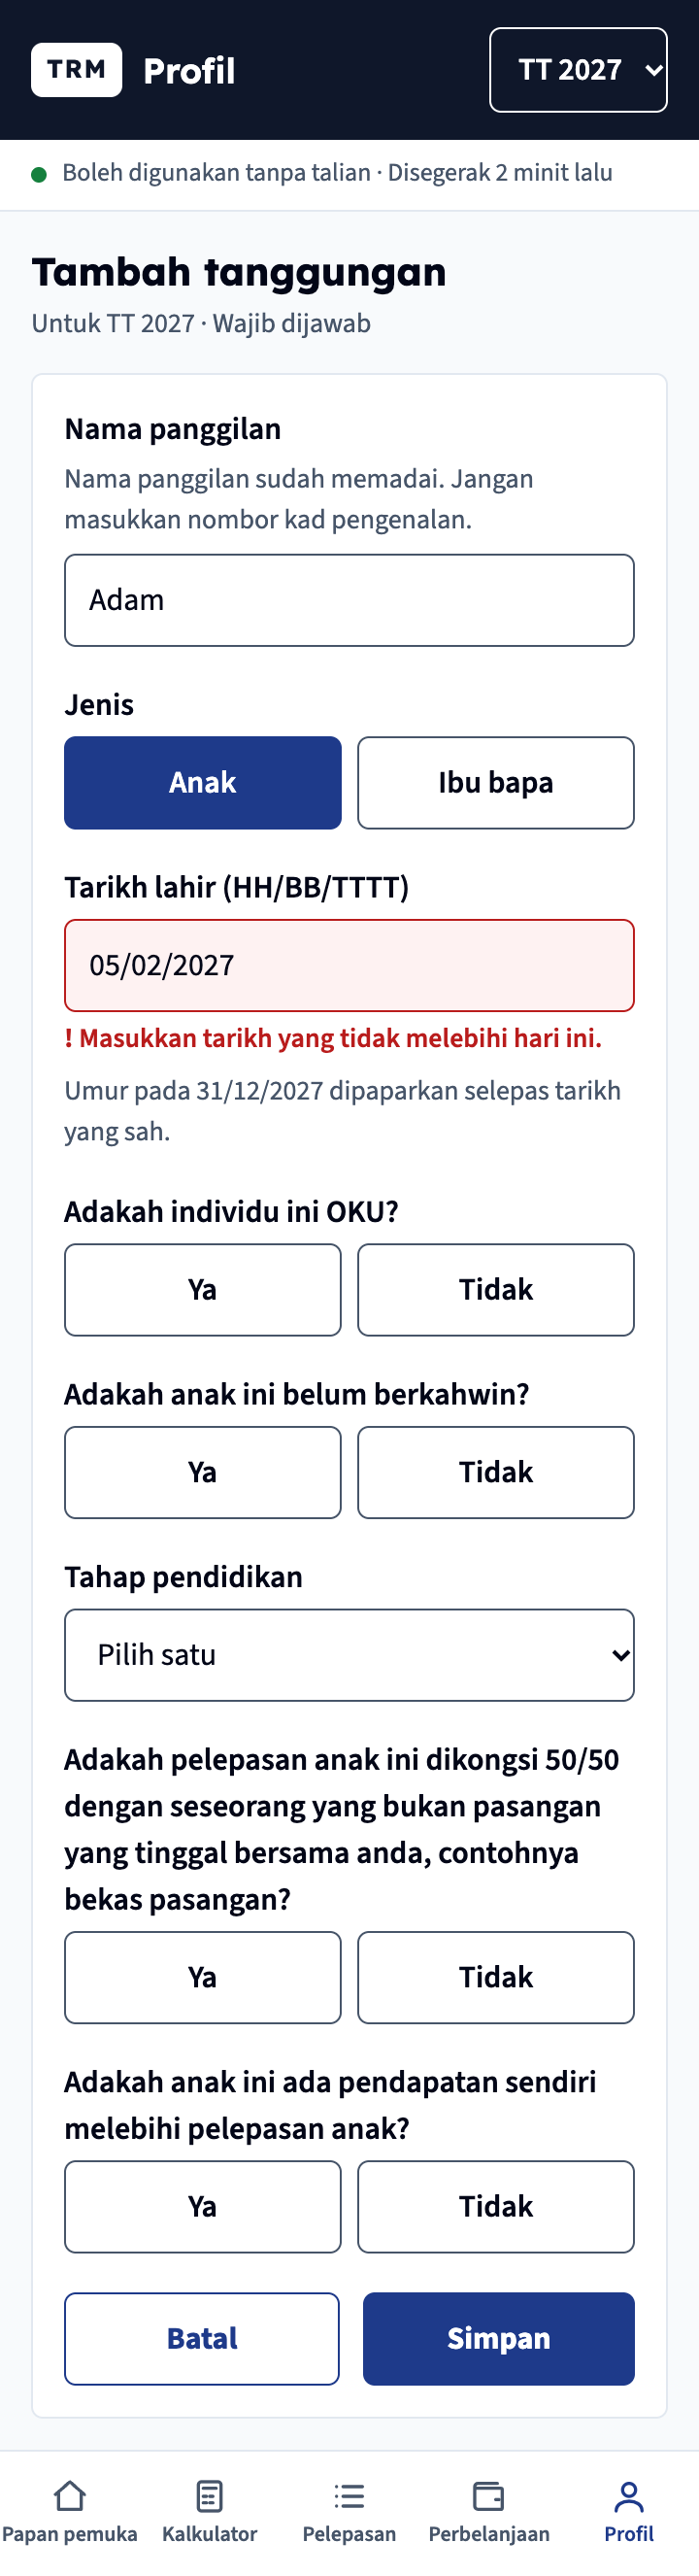 TRM
Profil
TT 2027
Boleh digunakan tanpa talian · Disegerak 2 minit lalu
Tambah tanggungan
Untuk TT 2027 · Wajib dijawab
Nama panggilan
Nama panggilan sudah memadai. Jangan
masukkan nombor kad pengenalan.
Adam
Jenis
Anak
Ibu bapa
Tarikh lahir (HH/BB/TTTT)
05/02/2027
! Masukkan tarikh yang tidak melebihi hari ini.
Umur pada 31/12/2027 dipaparkan selepas tarikh
yang sah.
Adakah individu ini OKU?
Ya
Tidak
Adakah anak ini belum berkahwin?
Ya
Tidak
Tahap pendidikan
Pilih satu
Adakah pelepasan anak ini dikongsi 50/50
dengan seseorang yang bukan pasangan
yang tinggal bersama anda, contohnya
bekas pasangan?
Ya
Tidak
Adakah anak ini ada pendapatan sendiri
melebihi pelepasan anak?
Ya
Tidak
Batal
Simpan
Papan pemuka
Kalkulator
Pelepasan
Perbelanjaan
Profil